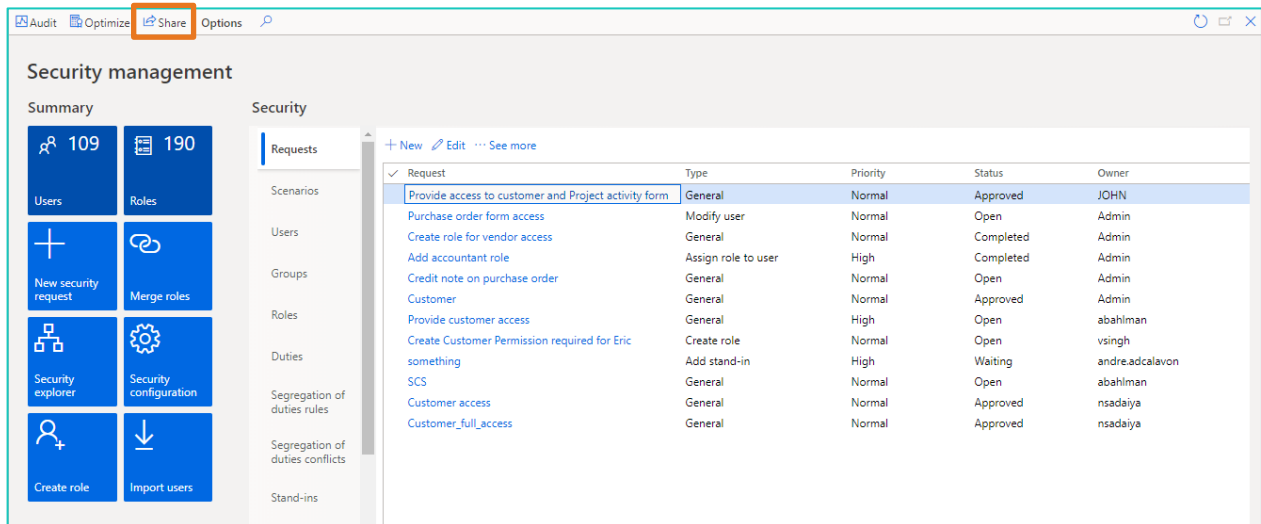 Audit Optimize Share Options
Security management
Summary
109
Users
190
Roles
New security
request
Merge roles
Security
explorer
Security
configuration
Create role
Import users
Security
Requests
Scenarios
Users
Groups
Roles
Duties
Segregation of
duties rules
Segregation of
duties conflicts
Stand-ins
New Edit ··· See more
Request Type Priority Status Owner
Provide access to customer and Project activity form General Normal Approved JOHN
Purchase order form access Modify user Normal Open Admin
Create role for vendor access General Normal Completed Admin
Add accountant role Assign role to user High Completed Admin
Credit note on purchase order General Normal Open Admin
Customer General Normal Approved Admin
Provide customer access General High Open abahlman
Create Customer Permission required for Eric Create role Normal Open vsingh
something Add stand-in High Waiting andre.adcalavon
SCS General Normal Open abahlman
Customer access General Normal Approved nsadaiya
Customer_full_access General Normal Approved nsadaiya